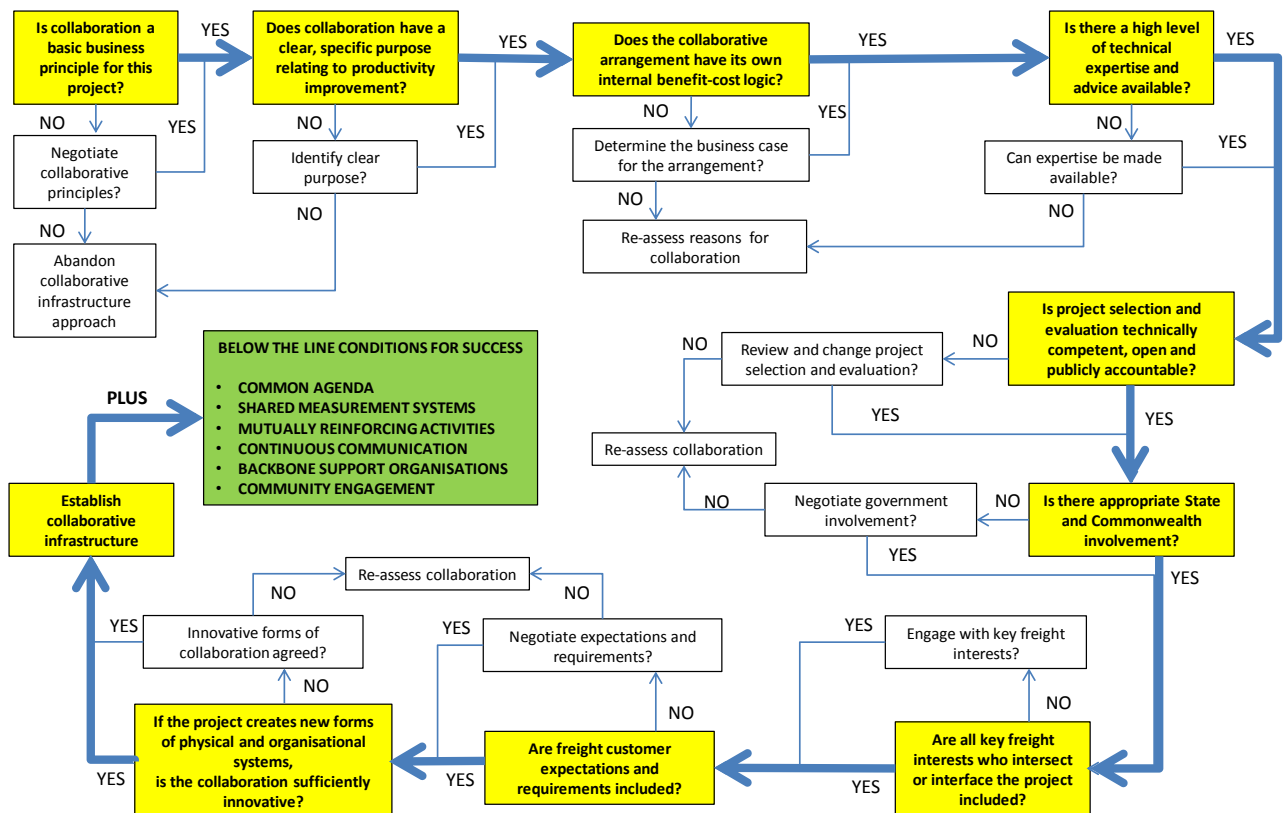 Is collaboration a
basic business
principle for this
project?
YES
Does collaboration have a
clear, specific purpose
relating to productivity
improvement?
YES
Does the collaborative
arrangement have its own
internal benefit-cost logic?
YES
Is there a high level
of technical
expertise and
advice available?
YES
NO
YES
NO
YES
NO
YES
NO
YES
Negotiate
collaborative
principles?
Identify clear
purpose?
Determine the business case
for the arrangement?
Can expertise be made
available?
NO
NO
NO
NO
Abandon
collaborative
infrastructure
approach
Re-assess reasons for
collaboration
Is project selection and
evaluation technically
competent, open and
publicly accountable?
NO
Review and change project
selection and evaluation?
NO
YES
YES
BELOW THE LINE CONDITIONS FOR SUCCESS
• COMMON AGENDA
• SHARED MEASUREMENT SYSTEMS
• MUTUALLY REINFORCING ACTIVITIES
• CONTINUOUS COMMUNICATION
• BACKBONE SUPPORT ORGANISATIONS
• COMMUNITY ENGAGEMENT
PLUS
Re-assess collaboration
Establish
collaborative
infrastructure
NO
Negotiate government
involvement?
NO
Is there appropriate State
and Commonwealth
involvement?
YES
YES
Re-assess collaboration
NO
NO
YES
Innovative forms of
collaboration agreed?
YES
Negotiate expectations and
requirements?
YES
Engage with key freight
interests?
NO
NO
NO
If the project creates new forms
of physical and organisational
systems,
is the collaboration sufficiently
innovative?
YES
Are freight customer
expectations and
requirements included?
YES
Are all key freight
interests who intersect
or interface the project
included?
YES